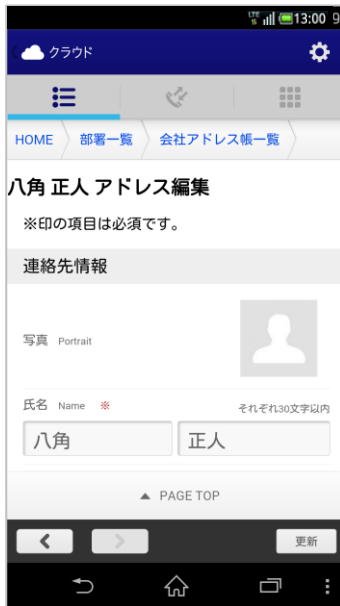 LTE 13:00 9
クラウド
HOME 部署一覧 会社アドレス帳一覧
八角 正人 アドレス編集
※印の項目は必須です。
連絡先情報
写真 Portrait
氏名 Name ※ それぞれ30文字以内
八角 正人
▲ PAGE TOP
更新